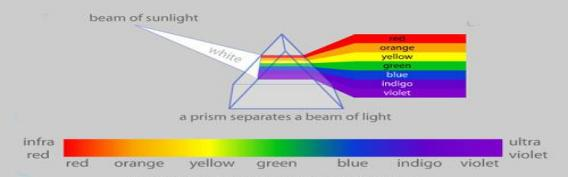 beam of sunlight
white
red
orange
yellow
green
blue
indigo
violet
a prism separates a beam of light
infra red
ultra violet
red orange yellow green blue indigo violet